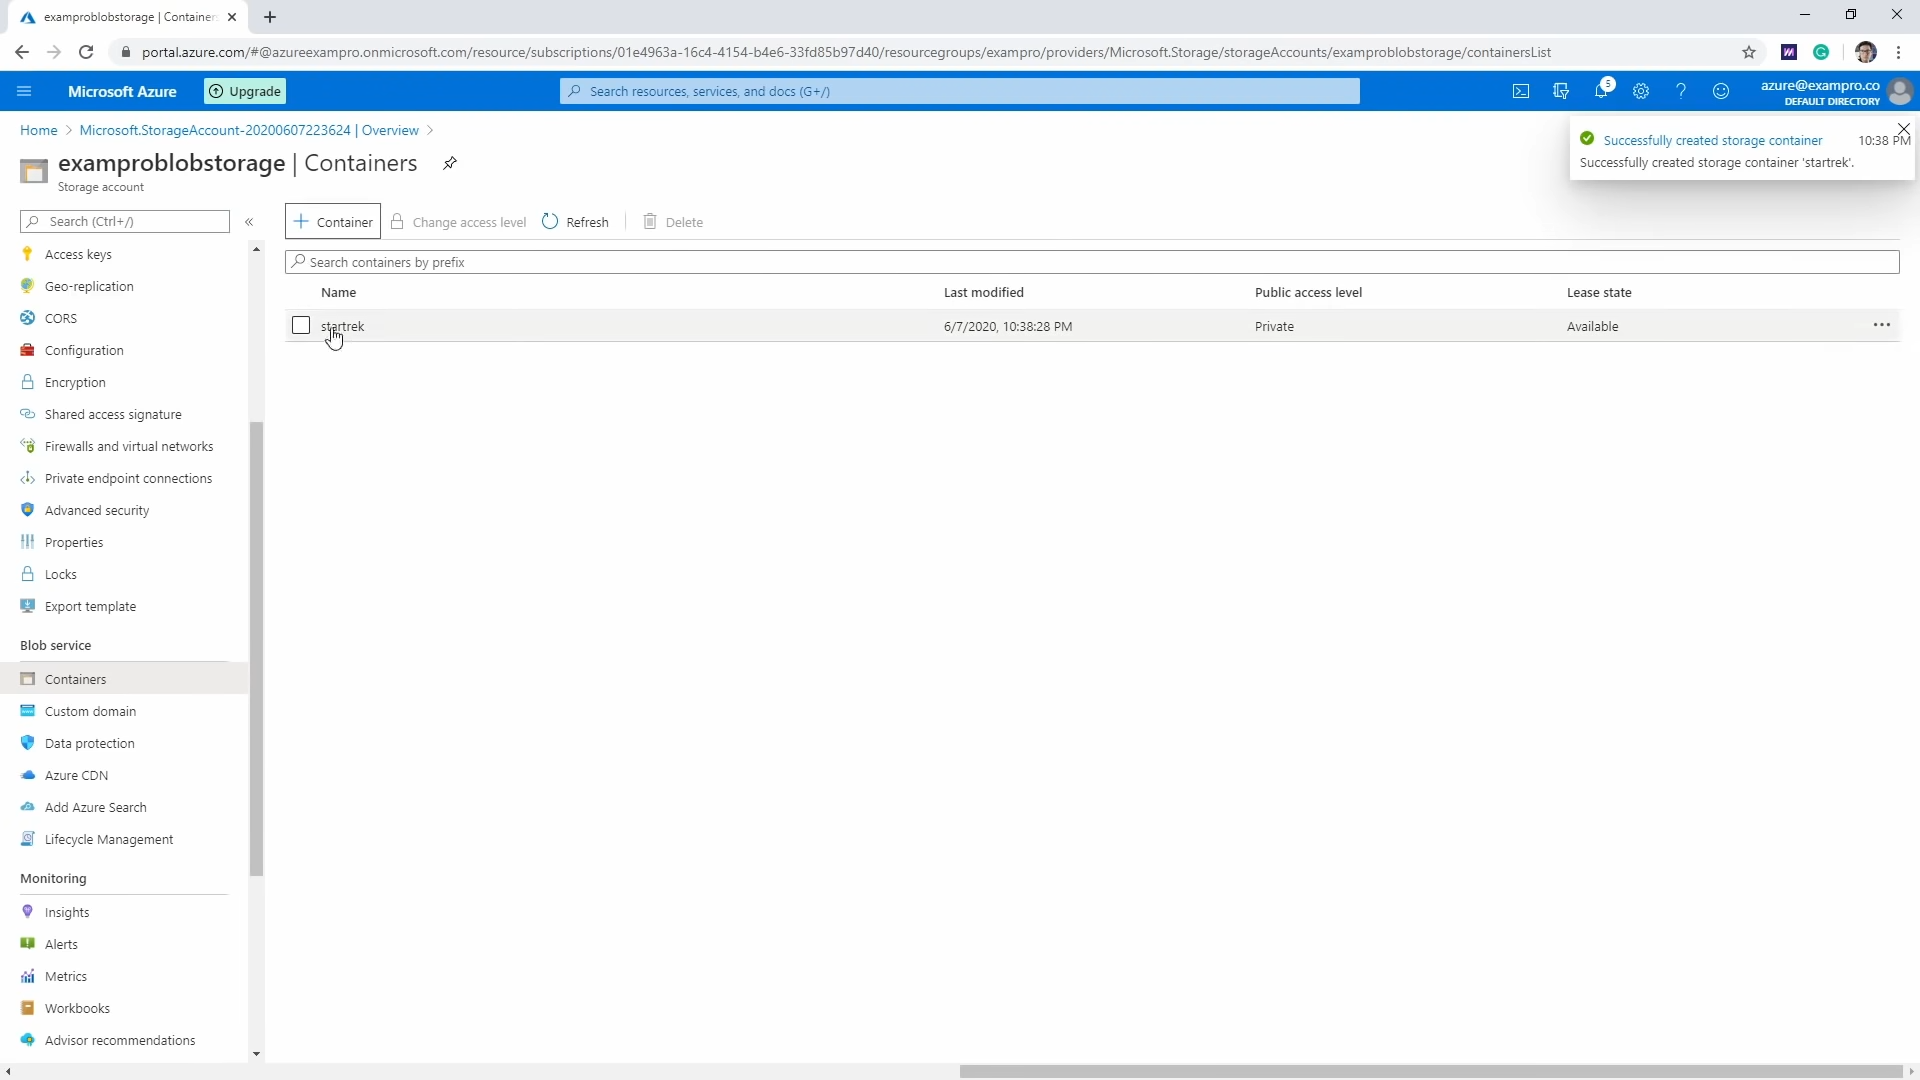 examproblobstorage | Container
portal.azure.com/#@azureexampro.onmicrosoft.com/resource/subscriptions/01e4963a-16c4-4154-b4e6-33fd85b97d40/resourcegroups/exampro/providers/Microsoft.Storage/storageAccounts/examproblobstorage/containersList
Microsoft Azure
Upgrade
Search resources, services, and docs (G+/)
5
azure@exampro.co
DEFAULT DIRECTORY
Home > Microsoft.StorageAccount-20200607223624 | Overview >
Successfully created storage container 10:38 PM
Successfully created storage container 'startrek'.
examproblobstorage | Containers
Storage account
Search (Ctrl+/)
«
Container
Change access level
Refresh
Delete
Search containers by prefix
Name Last modified Public access level Lease state
startrek 6/7/2020, 10:38:28 PM Private Available
Access keys
Geo-replication
CORS
Configuration
Encryption
Shared access signature
Firewalls and virtual networks
Private endpoint connections
Advanced security
Properties
Locks
Export template
Blob service
Containers
Custom domain
Data protection
Azure CDN
Add Azure Search
Lifecycle Management
Monitoring
Insights
Alerts
Metrics
Workbooks
Advisor recommendations